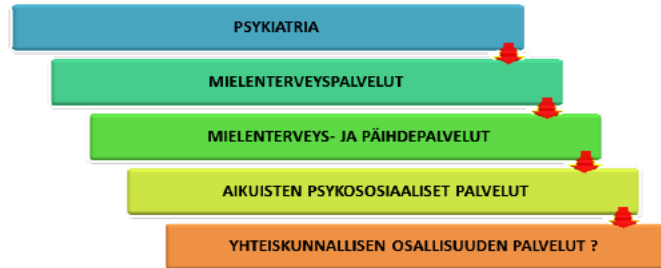 PSYKIATRIA
MIELENTERVEYSPALVELUT
MIELENTERVEYS- JA PÄIHDEPALVELUT
AIKUISTEN PSYKOSOSIAALISET PALVELUT
YHTEISKUNNALLISEN OSALLISUUDEN PALVELUT ?